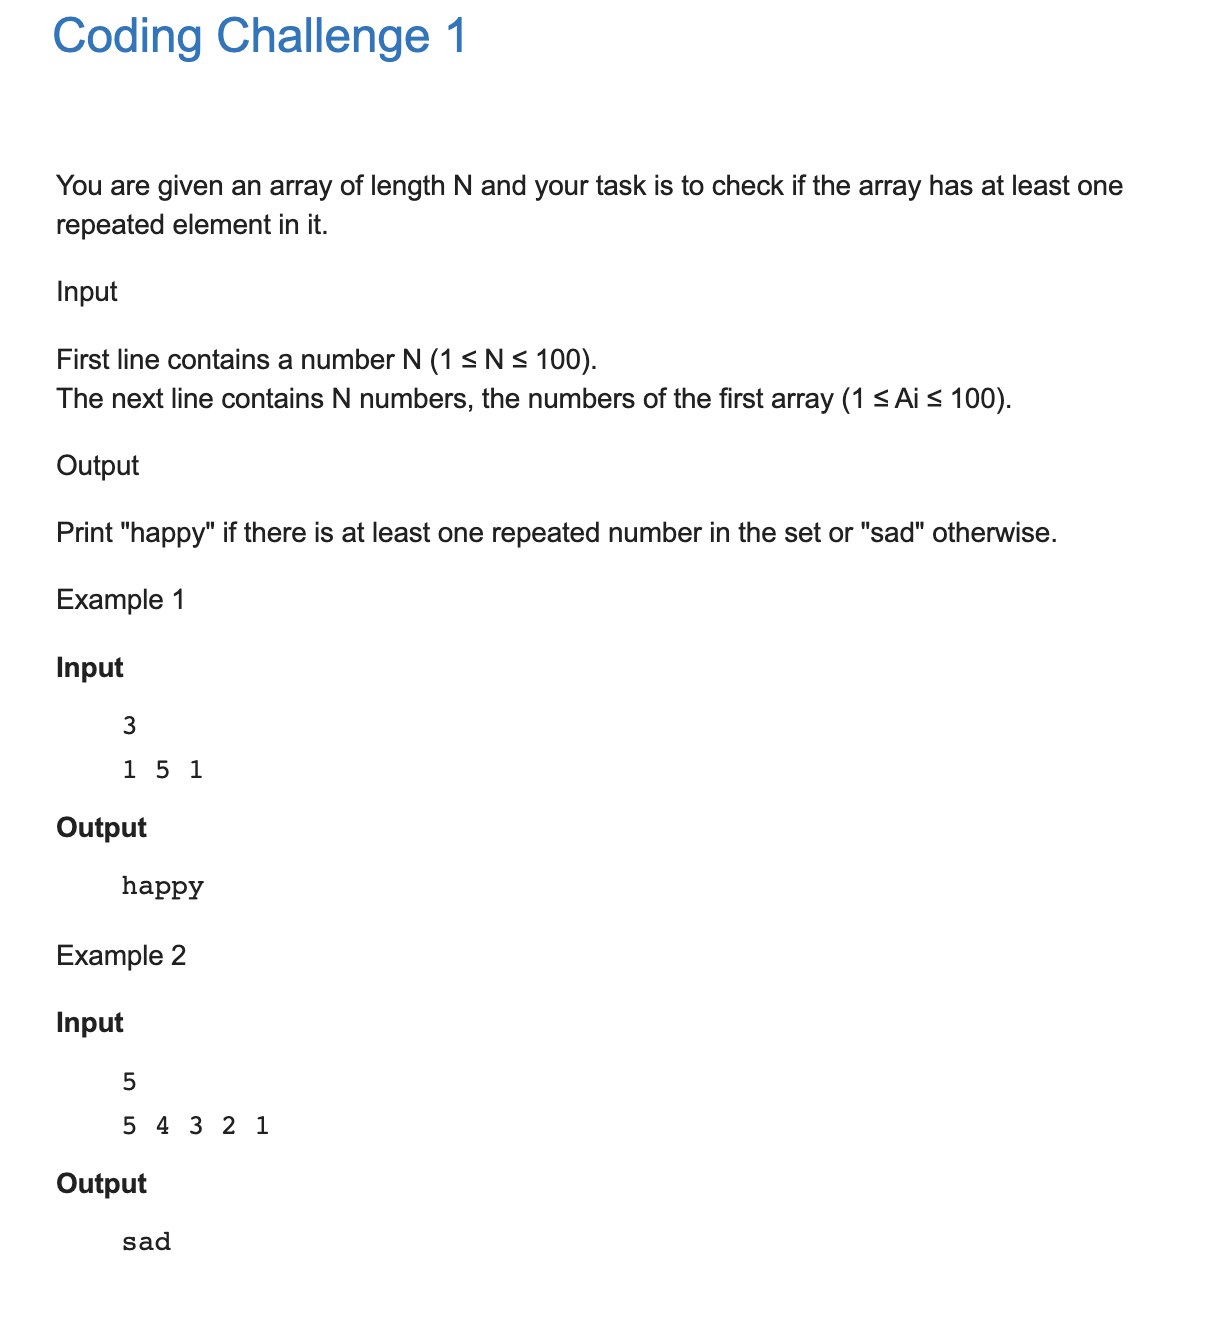 Coding Challenge 1
You are given an array of length N and your task is to check if the array has at least one
repeated element in it.
Input
First line contains a number N (1 ≤ N ≤ 100).
The next line contains N numbers, the numbers of the first array (1 ≤ Ai ≤ 100).
Output
Print "happy" if there is at least one repeated number in the set or "sad" otherwise.
Example 1
Input
3
1 5 1
Output
happy
Example 2
Input
5
5 4 3 2 1
Output
sad